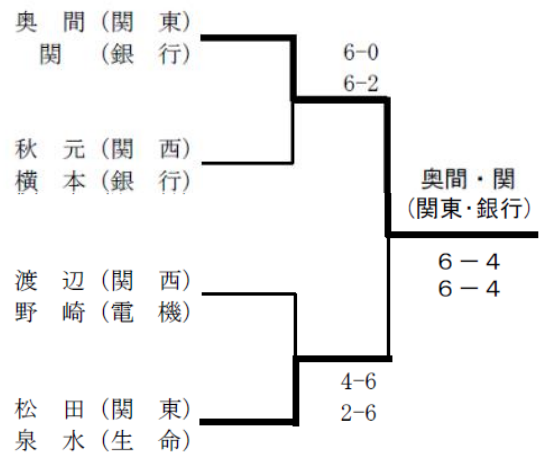 奥　間（関　東）
関　（銀　行）
6-0
6-2
秋　元（関　西）
横　本（銀　行）
奥間・関
(関東・銀行)
６－４
６－４
渡　辺（関　西）
野　崎（電　機）
4-6
2-6
松　田（関　東）
泉　水（生　命）